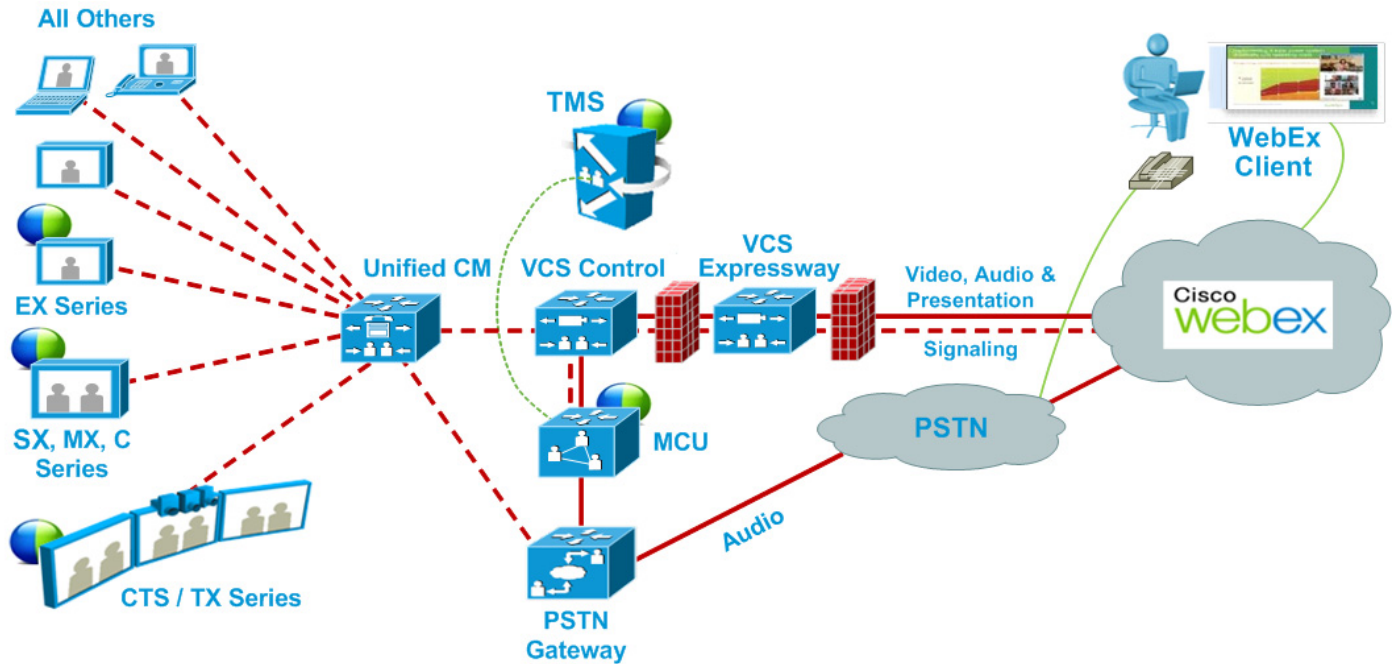 All Others
TMS
WebEx
Client
VCS
Expressway
Unified CM
VCS Control
Video, Audio &
Presentation
Cisco
webex
EX Series
Signaling
PSTN
MCU
SX, MX, C
Series
Audio
CTS / TX Series
PSTN
Gateway